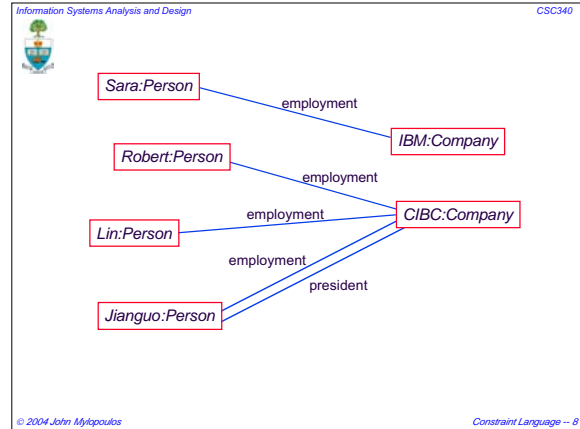 Information Systems Analysis and Design CSC340
Sara:Person
employment
IBM:Company
Robert:Person
employment
employment
CIBC:Company
Lin:Person
employment
president
Jianguo:Person
© 2004 John Mylopoulos Constraint Language -- 8